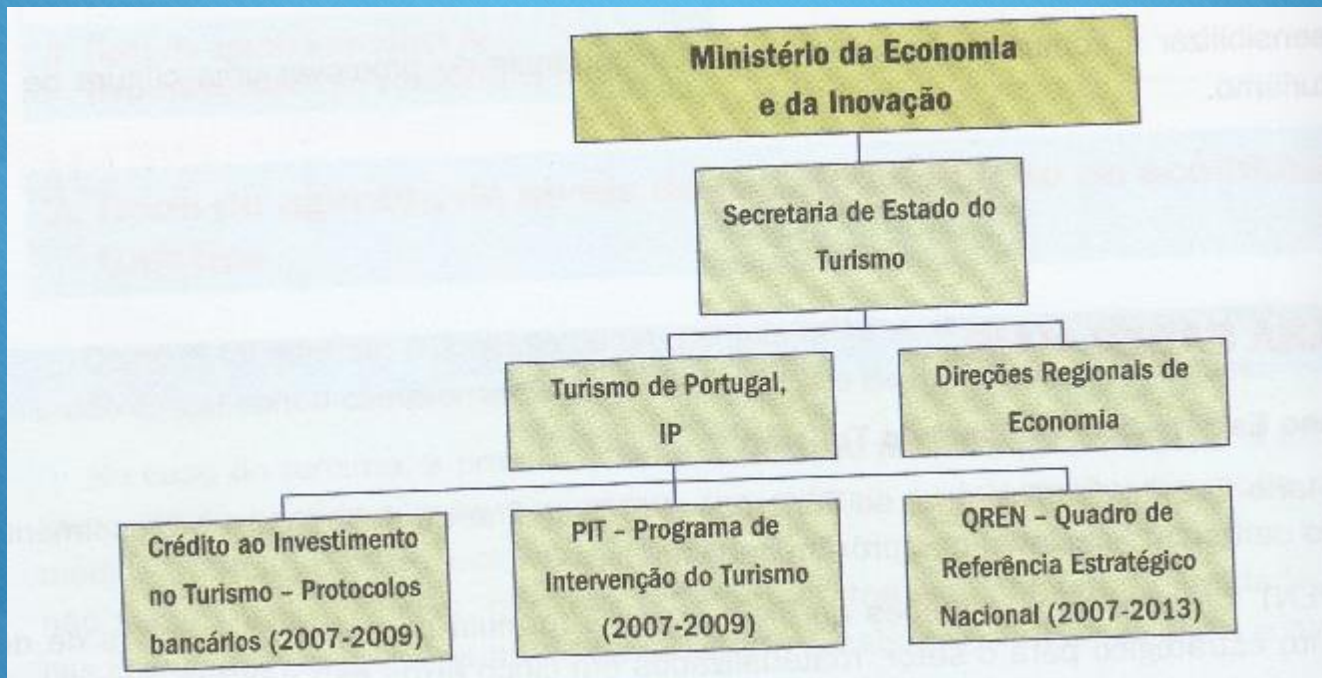 Ministério da Economia
e da Inovação
Secretaria de Estado do
Turismo
Turismo de Portugal,
IP
Direções Regionais de
Economia
Crédito ao Investimento
no Turismo – Protocolos
bancários (2007-2009)
PIT – Programa de
Intervenção do Turismo
(2007-2009)
QREN – Quadro de
Referência Estratégico
Nacional (2007-2013)